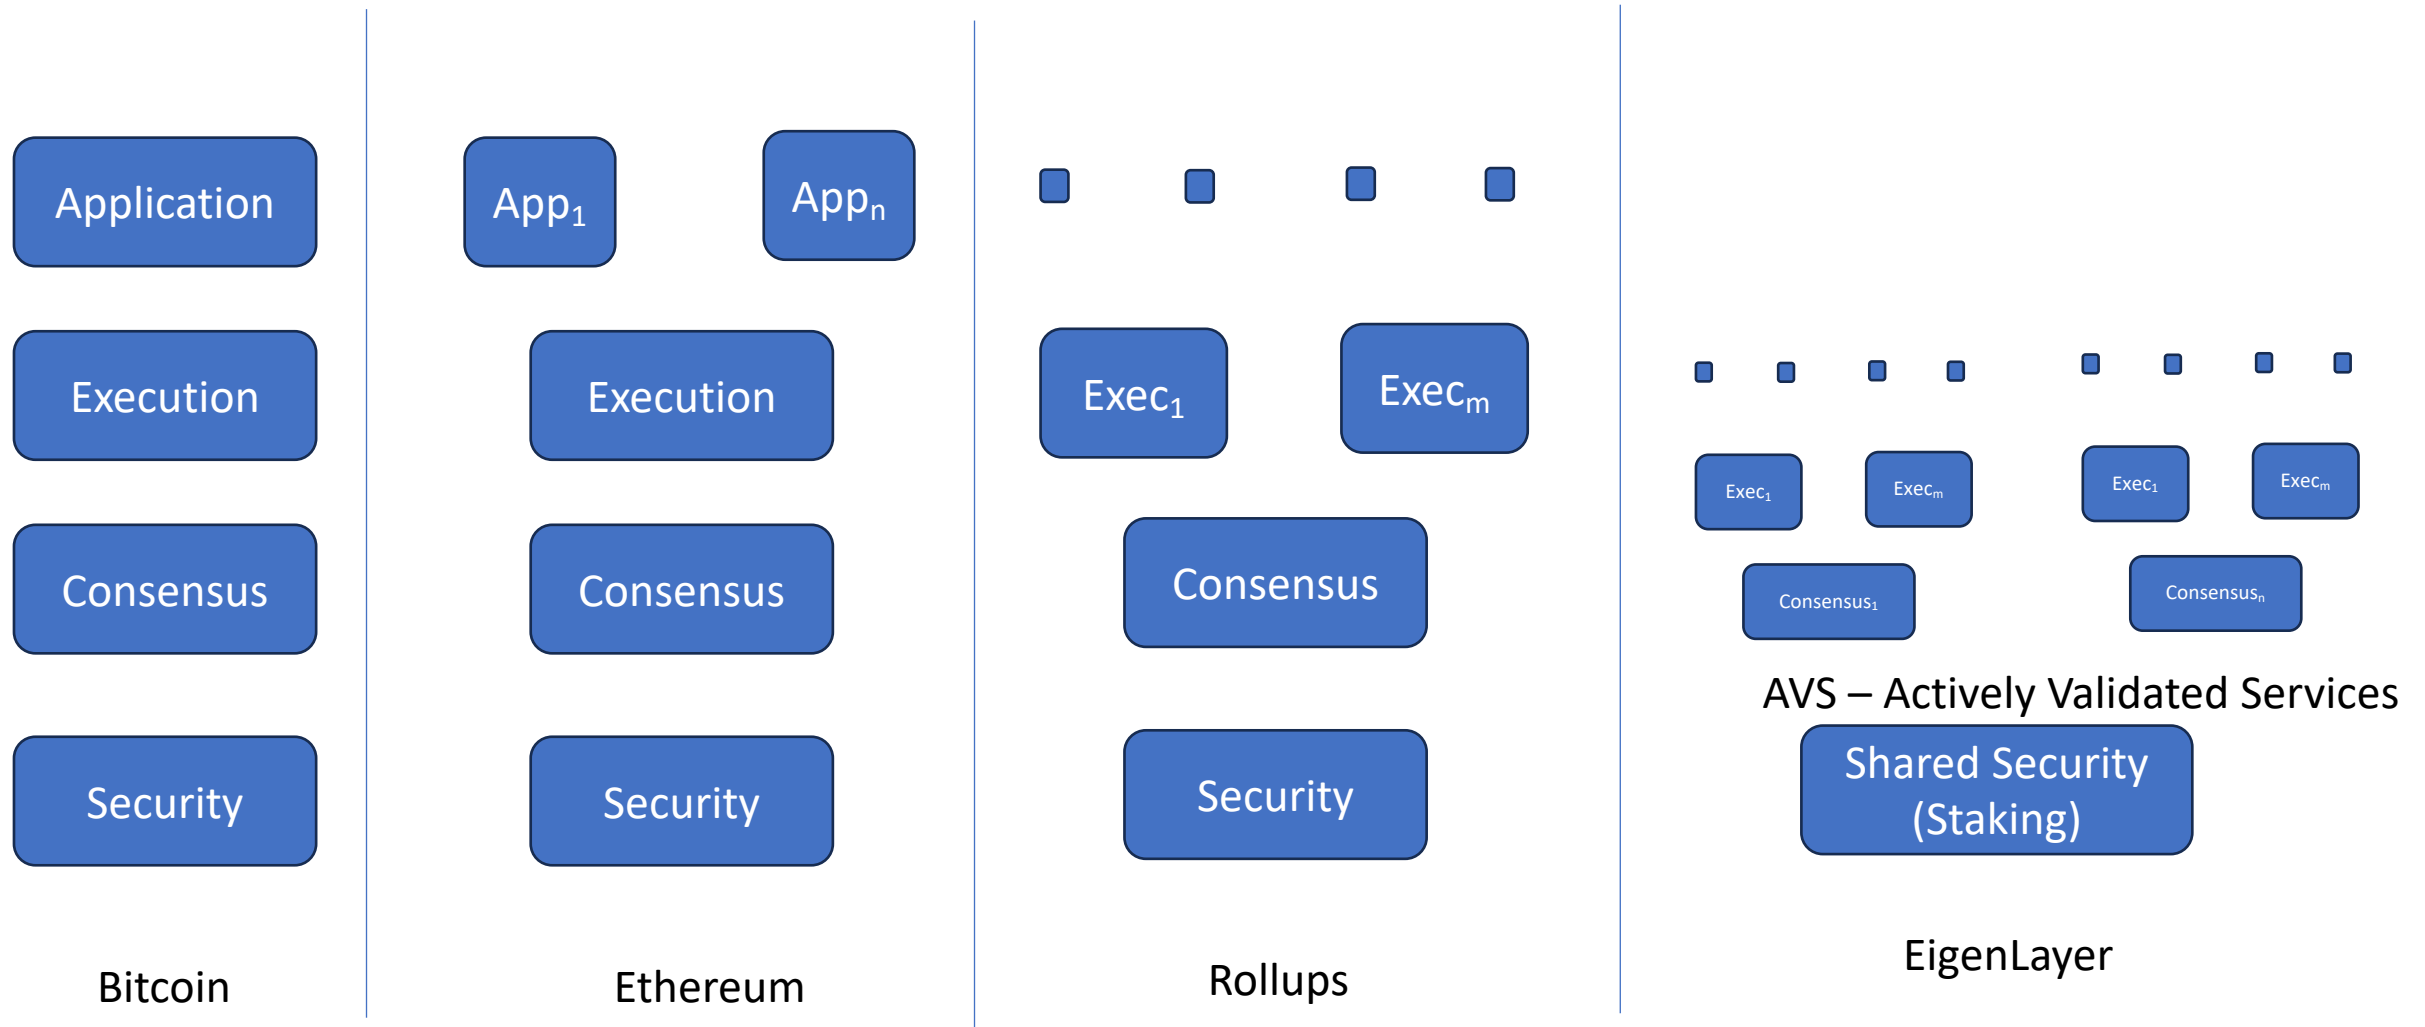 Application
Execution
Consensus
Security
Bitcoin
App₁
Appₙ
Execution
Consensus
Security
Ethereum
Exec₁
Execₘ
Consensus
Security
Rollups
Exec₁
Execₘ
Exec₁
Execₘ
Consensus₁
Consensusₙ
AVS – Actively Validated Services
Shared Security
(Staking)
EigenLayer